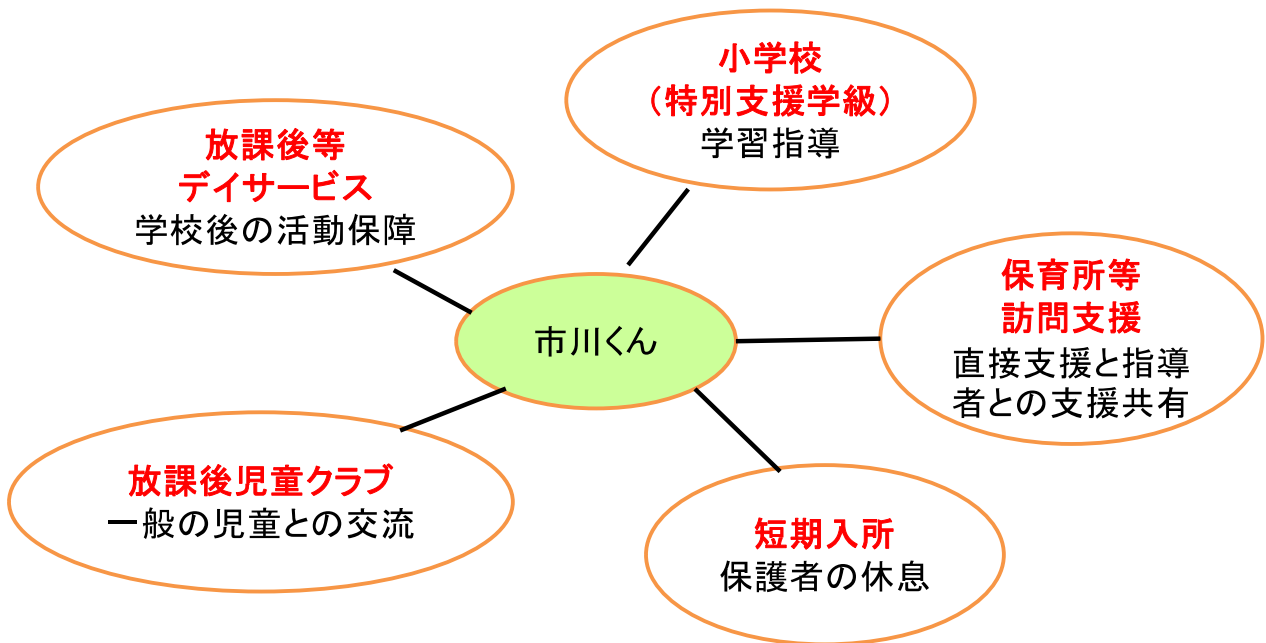 小学校
（特別支援学級）
学習指導
放課後等
デイサービス
学校後の活動保障
保育所等
訪問支援
直接支援と指導
者との支援共有
市川くん
放課後児童クラブ
一般の児童との交流
短期入所
保護者の休息